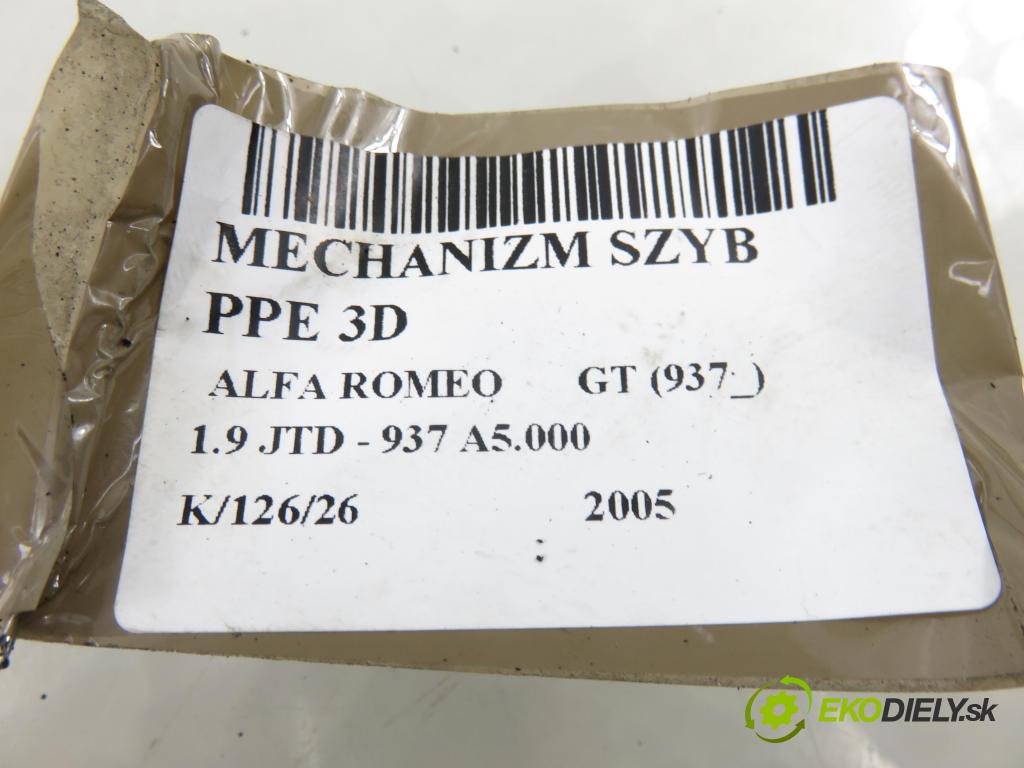 MECHANIZM SZYB
PPE 3D
ALFA ROMEO GT (937_)
1.9 JTD - 937 A5.000
K/126/26 2005
:
EKODIELY.sk